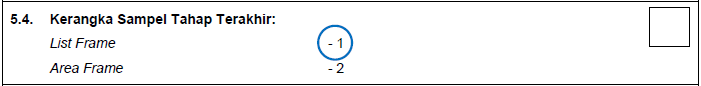 5.4. Kerangka Sampel Tahap Terakhir:
List Frame - 1
Area Frame - 2